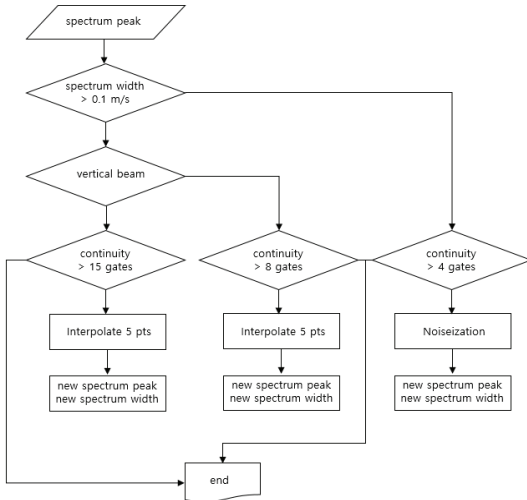 spectrum peak
spectrum width
> 0.1 m/s
vertical beam
continuity
> 15 gates
continuity
> 8 gates
continuity
> 4 gates
Interpolate 5 pts
Interpolate 5 pts
Noiseization
new spectrum peak
new spectrum width
new spectrum peak
new spectrum width
new spectrum peak
new spectrum width
end